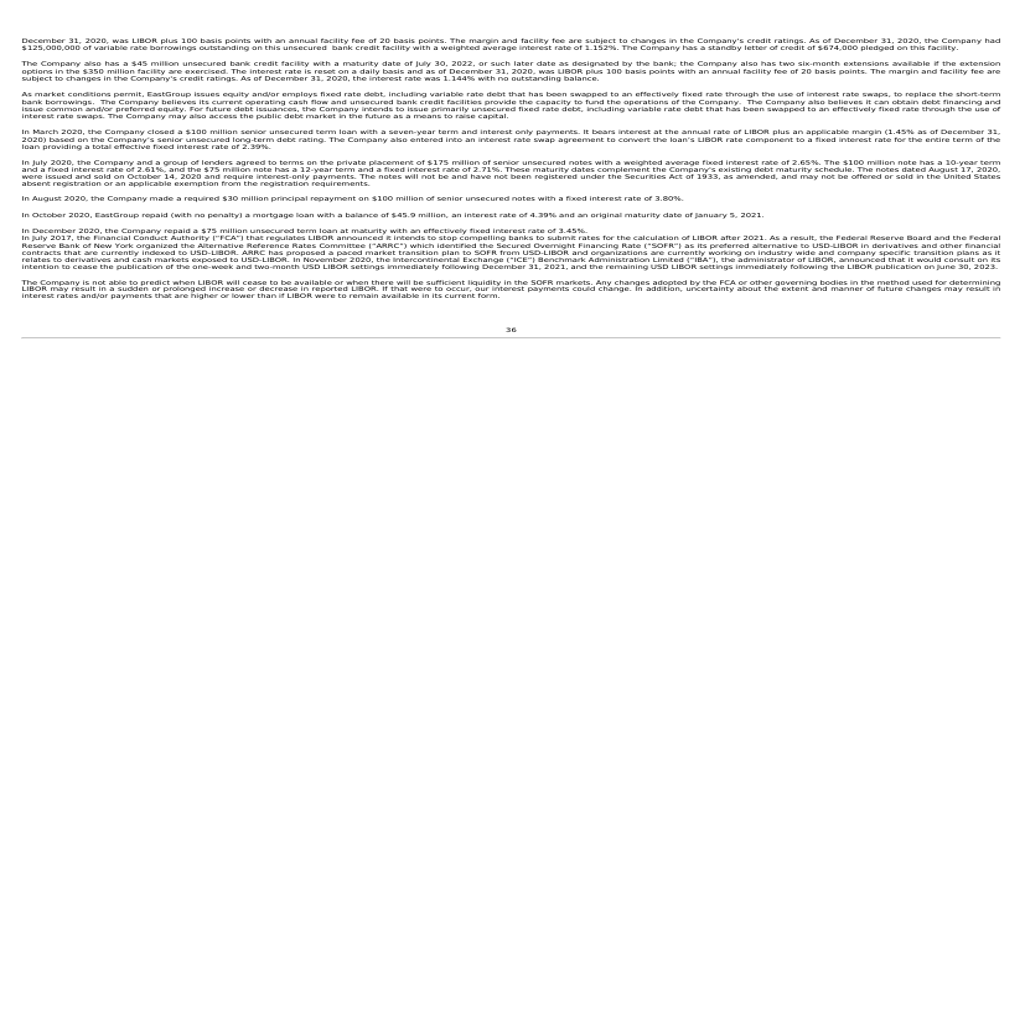 December 31, 2020, was LIBOR plus 100 basis points with an annual facility fee of 20 basis points. The margin and facility fee are subject to changes in the Company's credit ratings. As of December 31, 2020, the Company had
$125,000,000 of variable rate borrowings outstanding on this unsecured bank credit facility with a weighted average interest rate of 1.152%. The Company has a standby letter of credit of $674,000 pledged on this facility.
The Company also has a $45 million unsecured bank credit facility with a maturity date of July 30, 2022, or such later date as designated by the bank; the Company also has two six-month extensions available if the extension
options in the $350 million facility are exercised. The interest rate is reset on a daily basis and as of December 31, 2020, was LIBOR plus 100 basis points with an annual facility fee of 20 basis points. The margin and facility fee are
subject to changes in the Company's credit ratings. As of December 31, 2020, the interest rate was 1.144% with no outstanding balance.
As market conditions permit, EastGroup issues equity and/or employs fixed rate debt, including variable rate debt that has been swapped to an effectively fixed rate through the use of interest rate swaps, to replace the short-term
bank borrowings. The Company believes its current operating cash flow and unsecured bank credit facilities provide the capacity to fund the operations of the Company. The Company also believes it can obtain debt financing and
issue common and/or preferred equity. For future debt issuances, the Company intends to issue primarily unsecured fixed rate debt, including variable rate debt that has been swapped to an effectively fixed rate through the use of
interest rate swaps. The Company may also access the public debt market in the future as a means to raise capital.
In March 2020, the Company closed a $100 million senior unsecured term loan with a seven-year term and interest only payments. It bears interest at the annual rate of LIBOR plus an applicable margin (1.45% as of December 31,
2020) based on the Company's senior unsecured long-term debt rating. The Company also entered into an interest rate swap agreement to convert the loan's LIBOR rate component to a fixed interest rate for the entire term of the
loan providing a total effective fixed interest rate of 2.39%.
In July 2020, the Company and a group of lenders agreed to terms on the private placement of $175 million of senior unsecured notes with a weighted average fixed interest rate of 2.65%. The $100 million note has a 10-year term
and a fixed interest rate of 2.61%, and the $75 million note has a 12-year term and a fixed interest rate of 2.71%. These maturity dates complement the Company's existing debt maturity schedule. The notes dated August 17, 2020,
were issued and sold on October 14, 2020 and require interest-only payments. The notes will not be and have not been registered under the Securities Act of 1933, as amended, and may not be offered or sold in the United States
absent registration or an applicable exemption from the registration requirements.
In August 2020, the Company made a required $30 million principal repayment on $100 million of senior unsecured notes with a fixed interest rate of 3.80%.
In October 2020, EastGroup repaid (with no penalty) a mortgage loan with a balance of $45.9 million, an interest rate of 4.39% and an original maturity date of January 5, 2021.
In December 2020, the Company repaid a $75 million unsecured term loan at maturity with an effectively fixed interest rate of 3.45%.
In July 2017, the Financial Conduct Authority ("FCA") that regulates LIBOR announced it intends to stop compelling banks to submit rates for the calculation of LIBOR after 2021. As a result, the Federal Reserve Board and the Federal
Reserve Bank of New York organized the Alternative Reference Rates Committee ("ARRC") which identified the Secured Overnight Financing Rate ("SOFR") as its preferred alternative to USD-LIBOR in derivatives and other financial
contracts that are currently indexed to USD-LIBOR. ARRC has proposed a paced market transition plan to SOFR from USD-LIBOR and organizations are currently working on industry wide and company specific transition plans as it
relates to derivatives and cash markets exposed to USD-LIBOR. In November 2020, the Intercontinental Exchange ("ICE") Benchmark Administration Limited ("IBA"), the administrator of LIBOR, announced that it would consult on its
intention to cease the publication of the one-week and two-month USD LIBOR settings immediately following December 31, 2021, and the remaining USD LIBOR settings immediately following the LIBOR publication on June 30, 2023.
The Company is not able to predict when LIBOR will cease to be available or when there will be sufficient liquidity in the SOFR markets. Any changes adopted by the FCA or other governing bodies in the method used for determining
LIBOR may result in a sudden or prolonged increase or decrease in reported LIBOR. If that were to occur, our interest payments could change. In addition, uncertainty about the extent and manner of future changes may result in
interest rates and/or payments that are higher or lower than if LIBOR were to remain available in its current form.
36